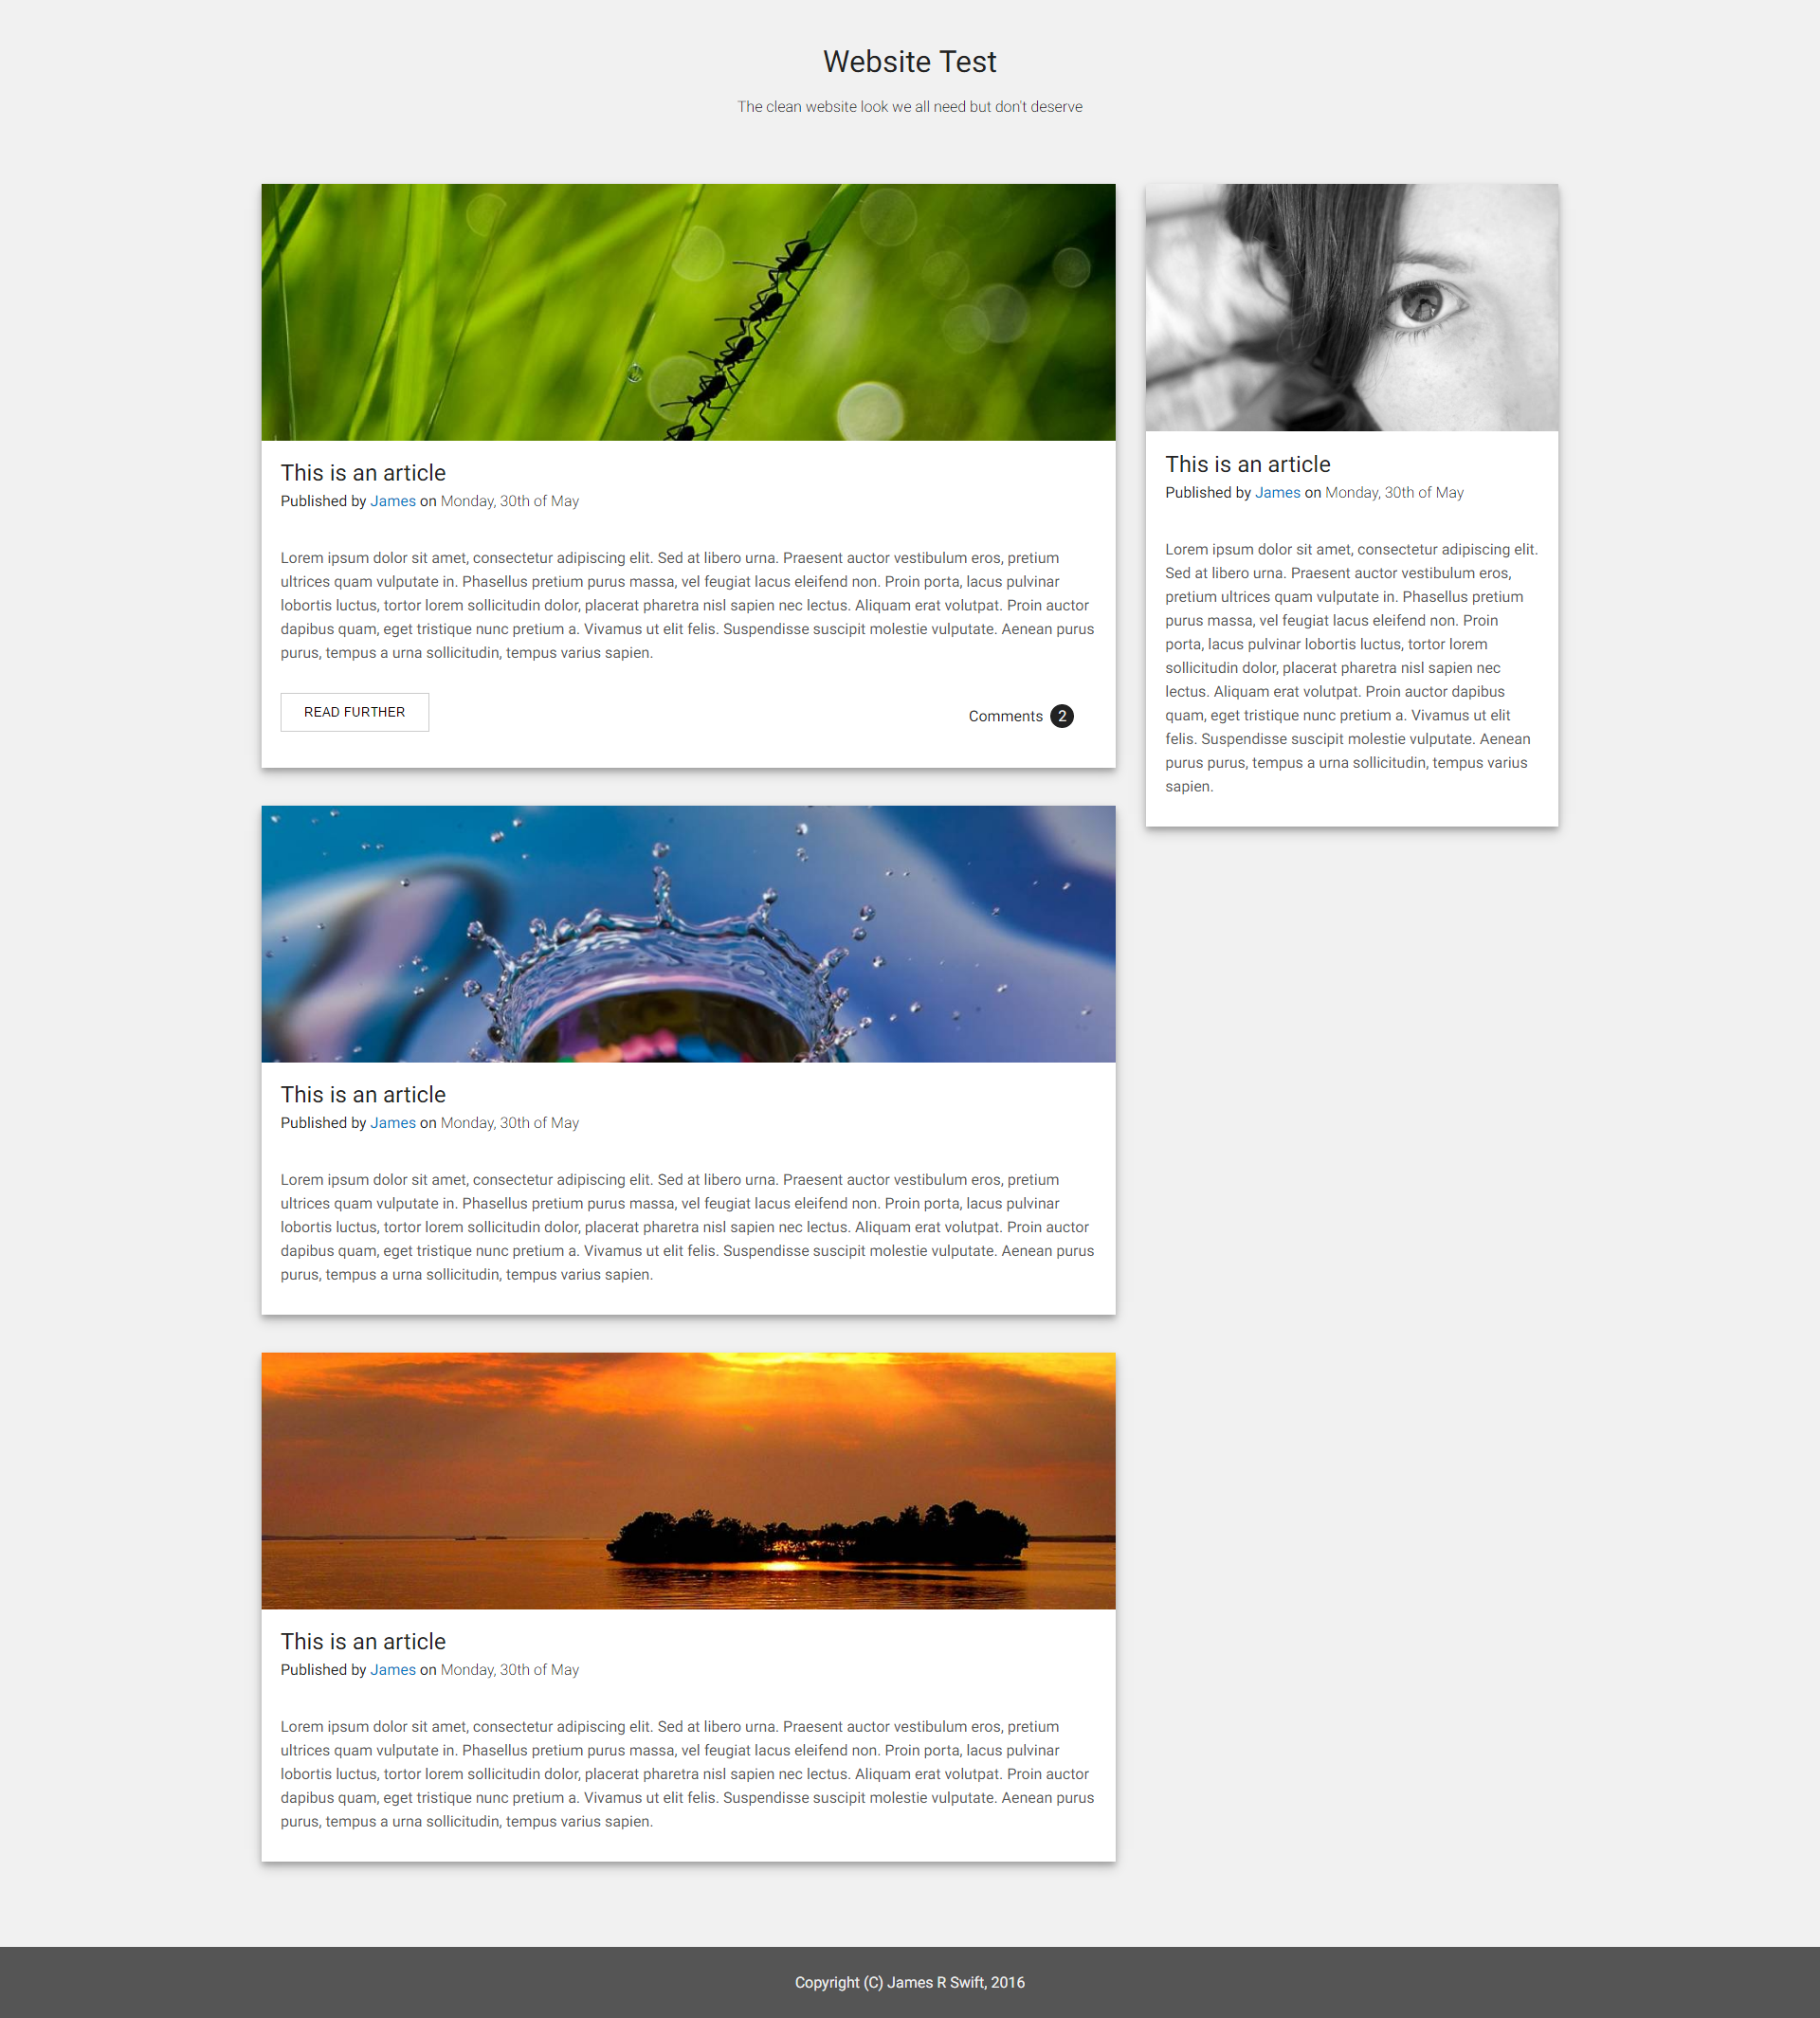 Website Test
The clean website look we all need but don't deserve
This is an article
Published by James on Monday, 30th of May
Lorem ipsum dolor sit amet, consectetur adipiscing elit. Sed at libero urna. Praesent auctor vestibulum eros, pretium
ultrices quam vulputate in. Phasellus pretium purus massa, vel feugiat lacus eleifend non. Proin porta, lacus pulvinar
lobortis luctus, tortor lorem sollicitudin dolor, placerat pharetra nisl sapien nec lectus. Aliquam erat volutpat. Proin auctor
dapibus quam, eget tristique nunc pretium a. Vivamus ut elit felis. Suspendisse suscipit molestie vulputate. Aenean purus
purus, tempus a urna sollicitudin, tempus varius sapien.
READ FURTHER
Comments 2
This is an article
Published by James on Monday, 30th of May
Lorem ipsum dolor sit amet, consectetur adipiscing elit. Sed at libero urna. Praesent auctor vestibulum eros, pretium
ultrices quam vulputate in. Phasellus pretium purus massa, vel feugiat lacus eleifend non. Proin porta, lacus pulvinar
lobortis luctus, tortor lorem sollicitudin dolor, placerat pharetra nisl sapien nec lectus. Aliquam erat volutpat. Proin auctor
dapibus quam, eget tristique nunc pretium a. Vivamus ut elit felis. Suspendisse suscipit molestie vulputate. Aenean purus
purus, tempus a urna sollicitudin, tempus varius sapien.
This is an article
Published by James on Monday, 30th of May
Lorem ipsum dolor sit amet, consectetur adipiscing elit. Sed at libero urna. Praesent auctor vestibulum eros, pretium
ultrices quam vulputate in. Phasellus pretium purus massa, vel feugiat lacus eleifend non. Proin porta, lacus pulvinar
lobortis luctus, tortor lorem sollicitudin dolor, placerat pharetra nisl sapien nec lectus. Aliquam erat volutpat. Proin auctor
dapibus quam, eget tristique nunc pretium a. Vivamus ut elit felis. Suspendisse suscipit molestie vulputate. Aenean purus
purus, tempus a urna sollicitudin, tempus varius sapien.
This is an article
Published by James on Monday, 30th of May
Lorem ipsum dolor sit amet, consectetur adipiscing elit.
Sed at libero urna. Praesent auctor vestibulum eros,
pretium ultrices quam vulputate in. Phasellus pretium
purus massa, vel feugiat lacus eleifend non. Proin
porta, lacus pulvinar lobortis luctus, tortor lorem
sollicitudin dolor, placerat pharetra nisl sapien nec
lectus. Aliquam erat volutpat. Proin auctor dapibus
quam, eget tristique nunc pretium a. Vivamus ut elit
felis. Suspendisse suscipit molestie vulputate. Aenean
purus purus, tempus a urna sollicitudin, tempus varius
sapien.
Copyright (C) James R Swift, 2016